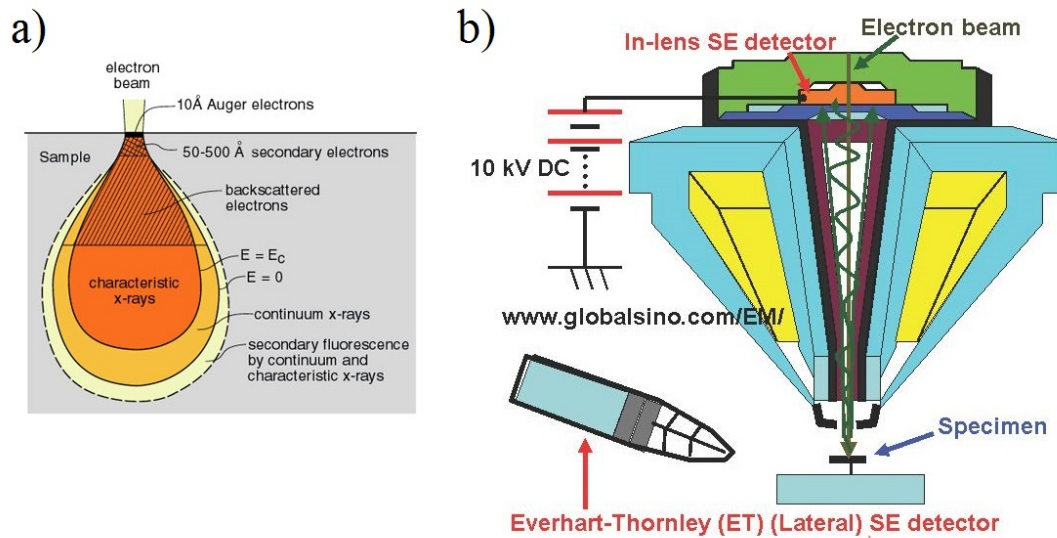 a)
electron
beam
10Å Auger electrons
Sample
50-500 Å secondary electrons
backscattered
electrons
E = Ec
E = 0
characteristic
x-rays
continuum x-rays
secondary fluorescence
by continuum and
characteristic x-rays
b)
Electron beam
In-lens SE detector
10 kV DC
www.globalsino.com/EM/
Specimen
Everhart-Thornley (ET) (Lateral) SE detector